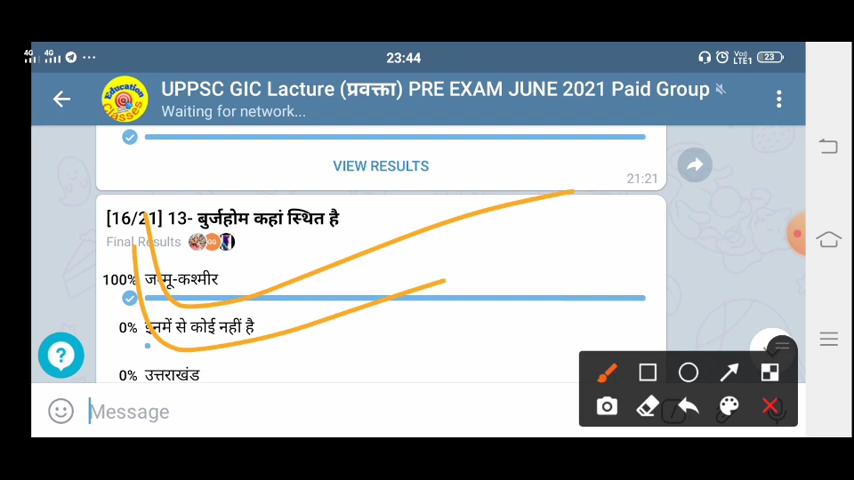 4G 4G 23:44 Vo) LTE1 23
Education Classes
UPPSC GIC Lacture (प्रवक्ता) PRE EXAM JUNE 2021 Paid Group
Waiting for network...
VIEW RESULTS
21:21
[16/21] 13- बुर्जहोम कहां स्थित है
Final Results
100% जम्मू-कश्मीर
0% इनमें से कोई नहीं है
0% उत्तराखंड
Message